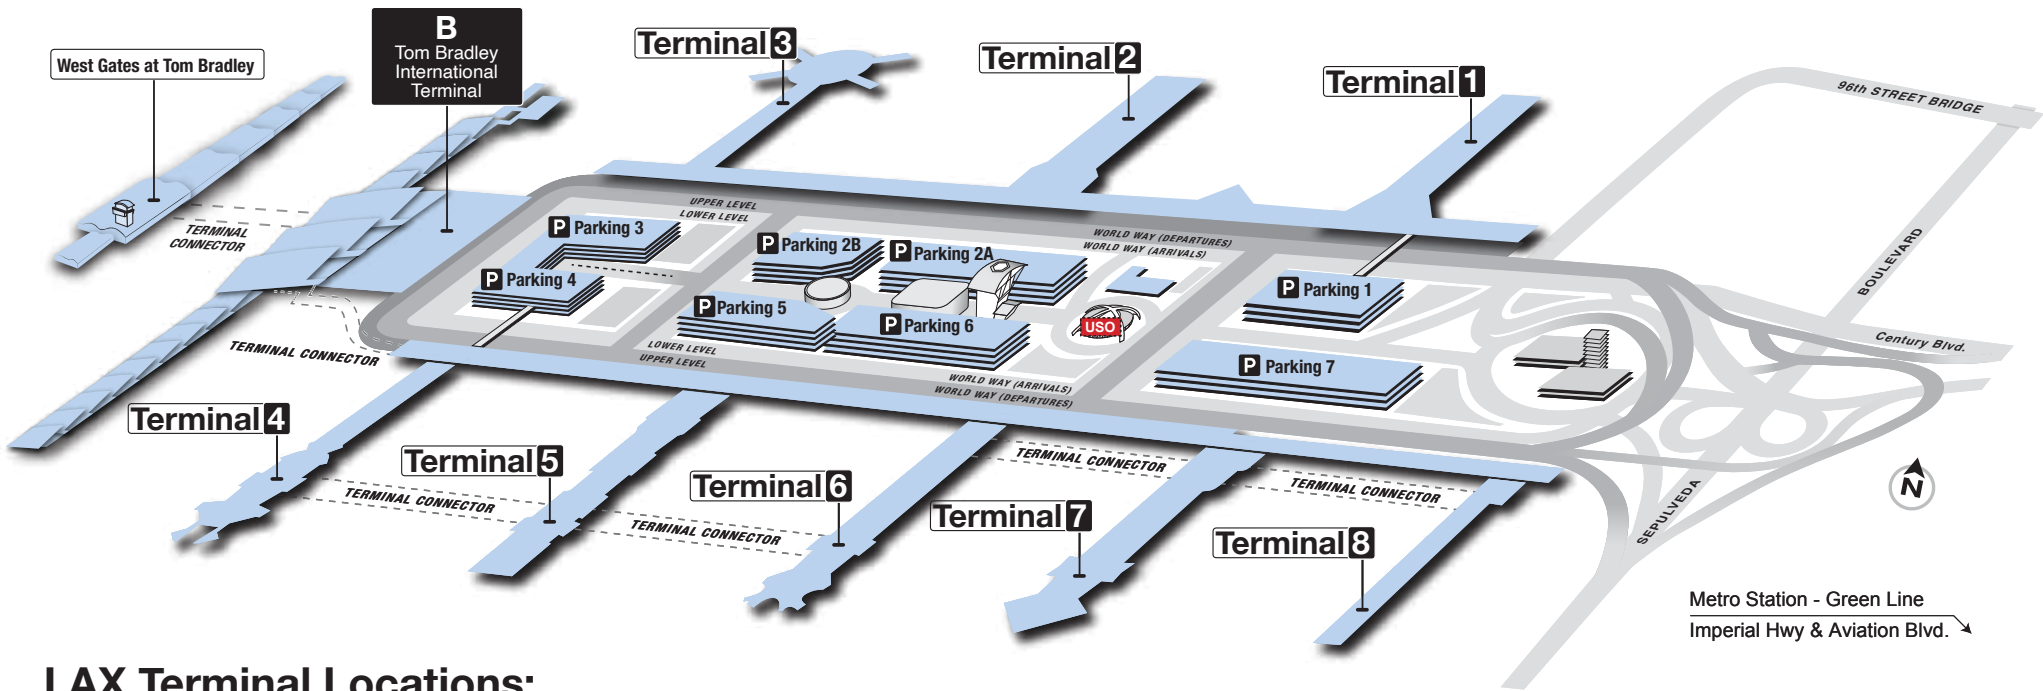 West Gates at Tom Bradley
B
Tom Bradley
International
Terminal
Terminal 3
Terminal 2
Terminal 1
96th STREET BRIDGE
TERMINAL
CONNECTOR
UPPER LEVEL
LOWER LEVEL
WORLD WAY (DEPARTURES)
WORLD WAY (ARRIVALS)
P Parking 3
P Parking 2B
P Parking 2A
P Parking 4
P Parking 1
P Parking 5
P Parking 6
USO
P Parking 7
BOULEVARD
Century Blvd.
TERMINAL CONNECTOR
LOWER LEVEL
UPPER LEVEL
WORLD WAY (ARRIVALS)
WORLD WAY (DEPARTURES)
Terminal 4
Terminal 5
Terminal 6
Terminal 7
Terminal 8
TERMINAL CONNECTOR
TERMINAL CONNECTOR
TERMINAL CONNECTOR
TERMINAL CONNECTOR
SEPULVEDA
N
Metro Station - Green Line
Imperial Hwy & Aviation Blvd.
LAX Terminal Locations: